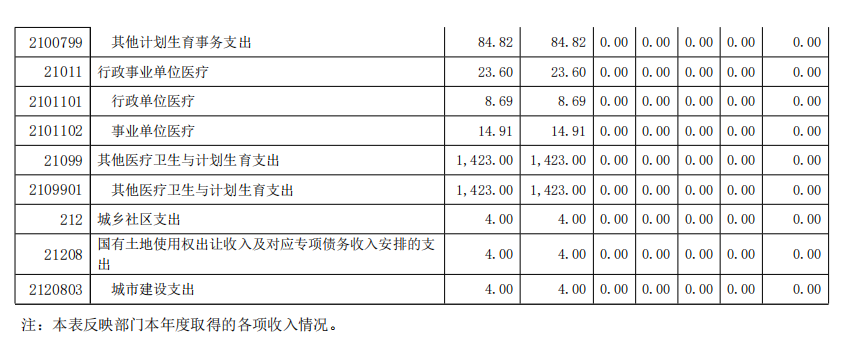 2100799 其他计划生育事务支出 84.82 84.82 0.00 0.00 0.00 0.00 0.00
21011 行政事业单位医疗 23.60 23.60 0.00 0.00 0.00 0.00 0.00
2101101 行政单位医疗 8.69 8.69 0.00 0.00 0.00 0.00 0.00
2101102 事业单位医疗 14.91 14.91 0.00 0.00 0.00 0.00 0.00
21099 其他医疗卫生与计划生育支出 1,423.00 1,423.00 0.00 0.00 0.00 0.00 0.00
2109901 其他医疗卫生与计划生育支出 1,423.00 1,423.00 0.00 0.00 0.00 0.00 0.00
212 城乡社区支出 4.00 4.00 0.00 0.00 0.00 0.00 0.00
21208 国有土地使用权出让收入及对应专项债务收入安排的支
出 4.00 4.00 0.00 0.00 0.00 0.00 0.00
2120803 城市建设支出 4.00 4.00 0.00 0.00 0.00 0.00 0.00
注：本表反映部门本年度取得的各项收入情况。